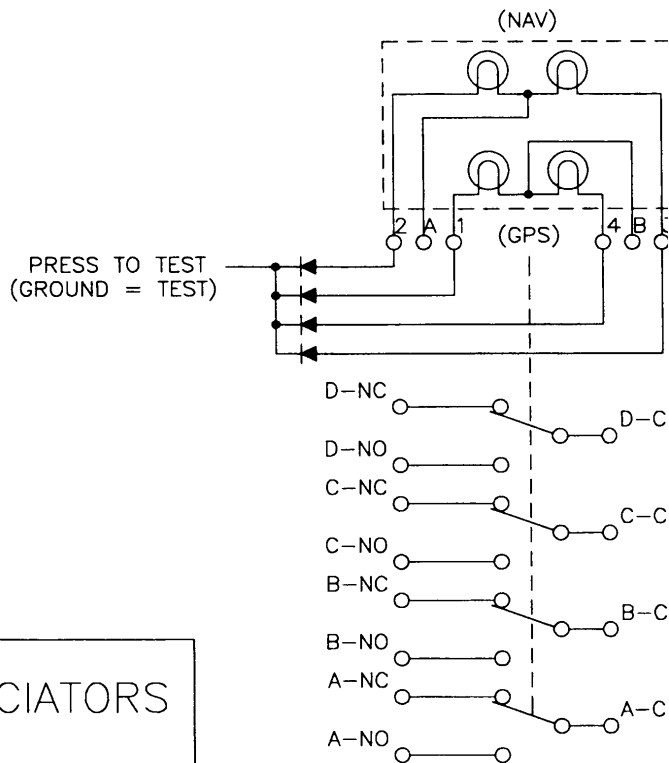 (NAV)
2 A 1 (GPS) 4 B 3
PRESS TO TEST
(GROUND = TEST)
D-NC
D-C
D-NO
C-NC
C-C
C-NO
B-NC
B-C
B-NO
A-NC
A-C
A-NO
CIATORS